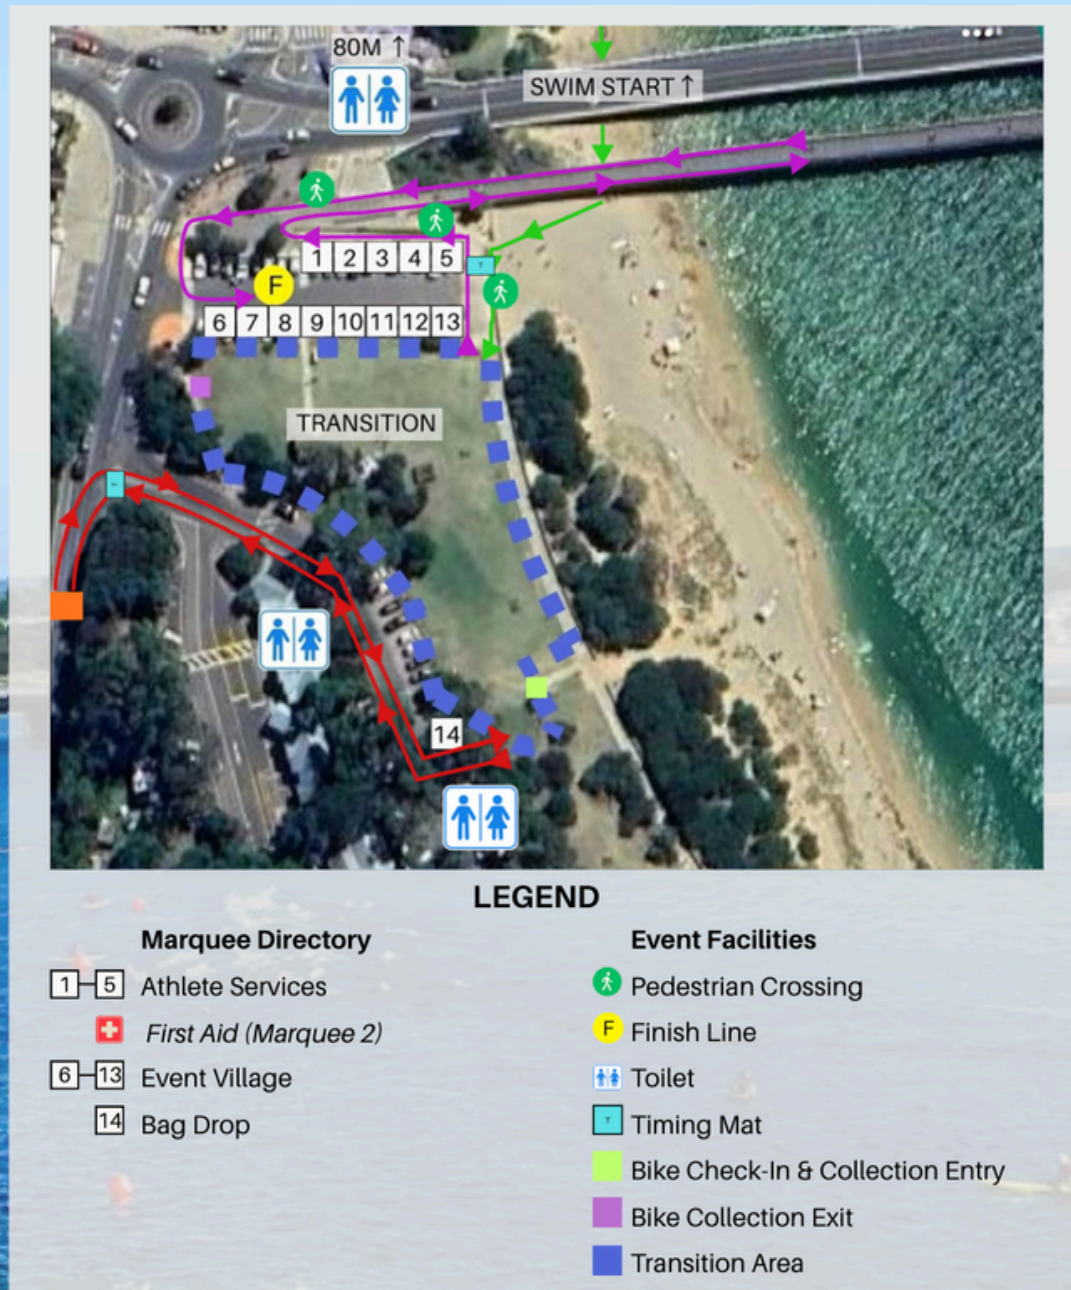 80M ↑
SWIM START ↑
1 2 3 4 5
T
F
6 7 8 9 10 11 12 13
TRANSITION
T
14
LEGEND
Marquee Directory
1 5 Athlete Services
First Aid (Marquee 2)
6 13 Event Village
14 Bag Drop
Event Facilities
Pedestrian Crossing
F Finish Line
Toilet
T Timing Mat
Bike Check-In & Collection Entry
Bike Collection Exit
Transition Area